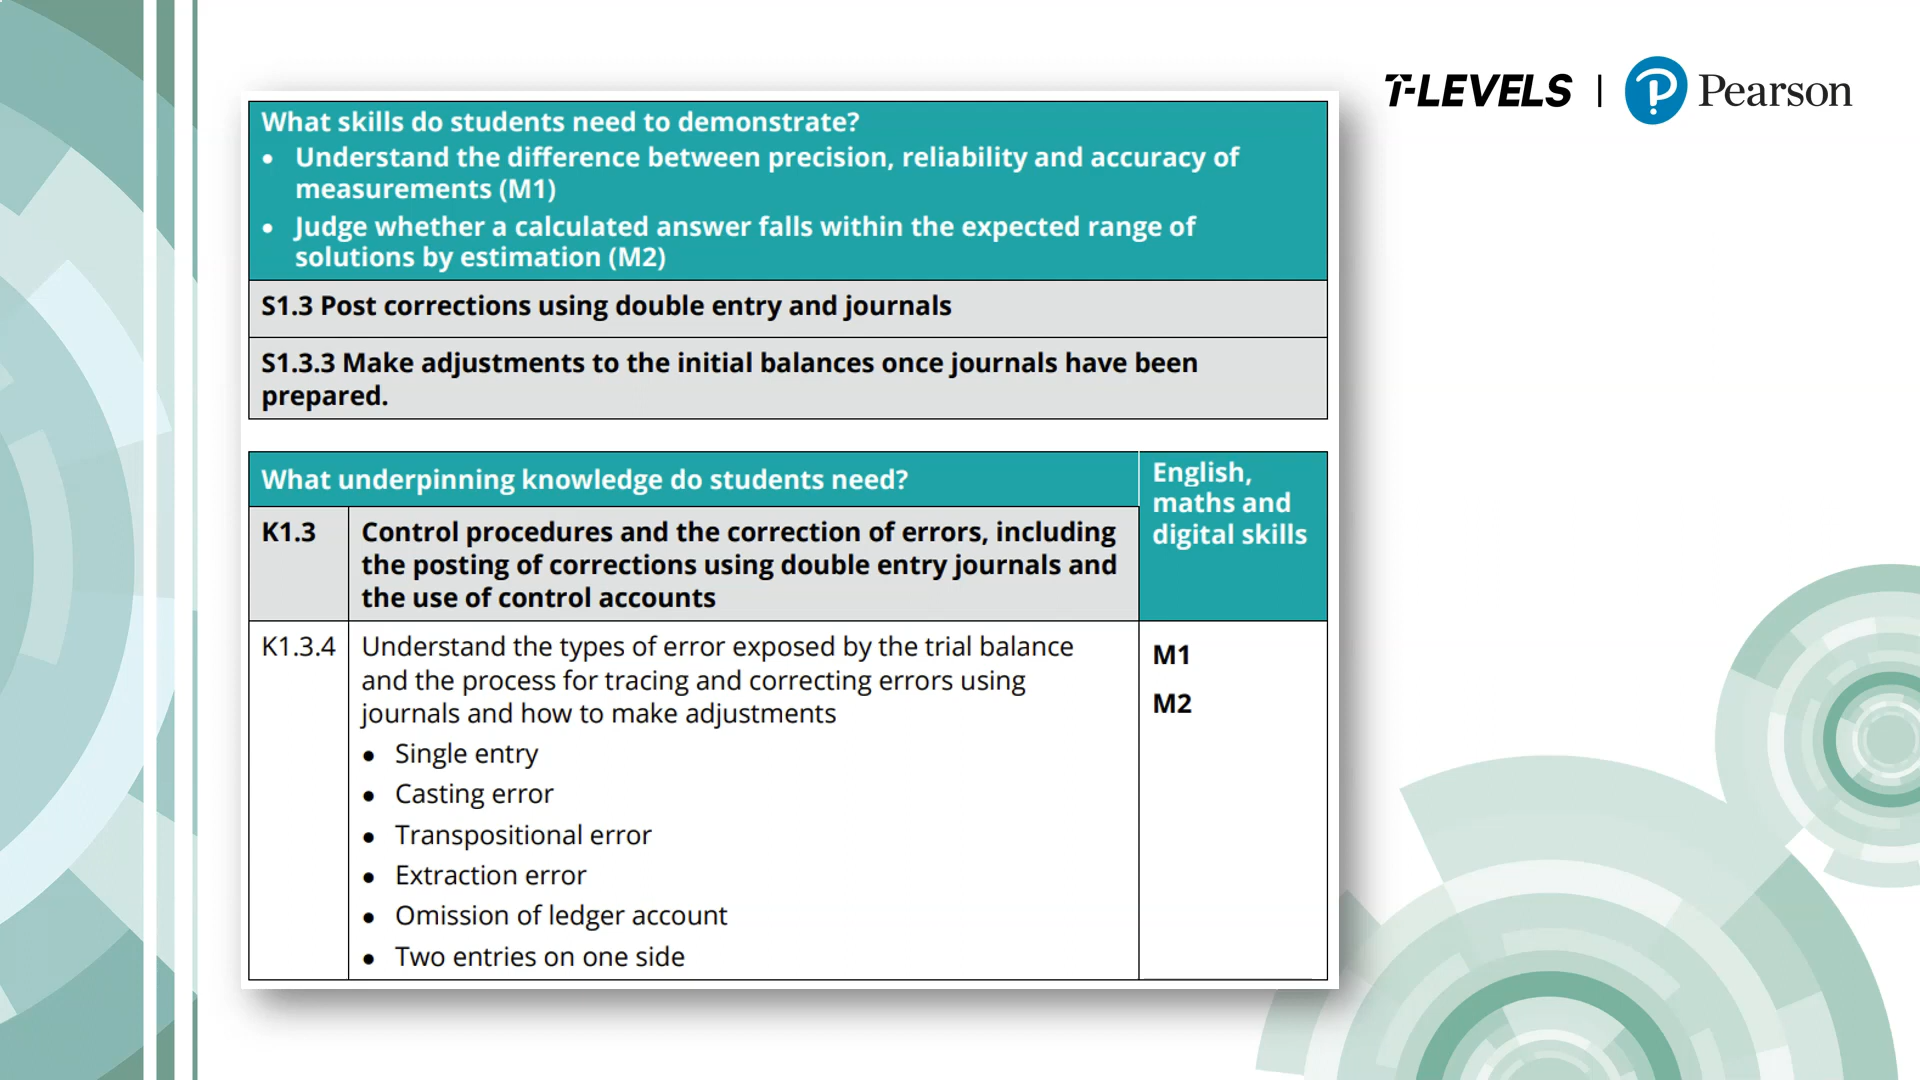 T-LEVELS | Pearson
What skills do students need to demonstrate?
• Understand the difference between precision, reliability and accuracy of
measurements (M1)
• Judge whether a calculated answer falls within the expected range of
solutions by estimation (M2)
S1.3 Post corrections using double entry and journals
S1.3.3 Make adjustments to the initial balances once journals have been
prepared.
What underpinning knowledge do students need?
English,
maths and
digital skills
K1.3 Control procedures and the correction of errors, including
the posting of corrections using double entry journals and
the use of control accounts
K1.3.4 Understand the types of error exposed by the trial balance
and the process for tracing and correcting errors using
journals and how to make adjustments
• Single entry
• Casting error
• Transpositional error
• Extraction error
• Omission of ledger account
• Two entries on one side
M1
M2